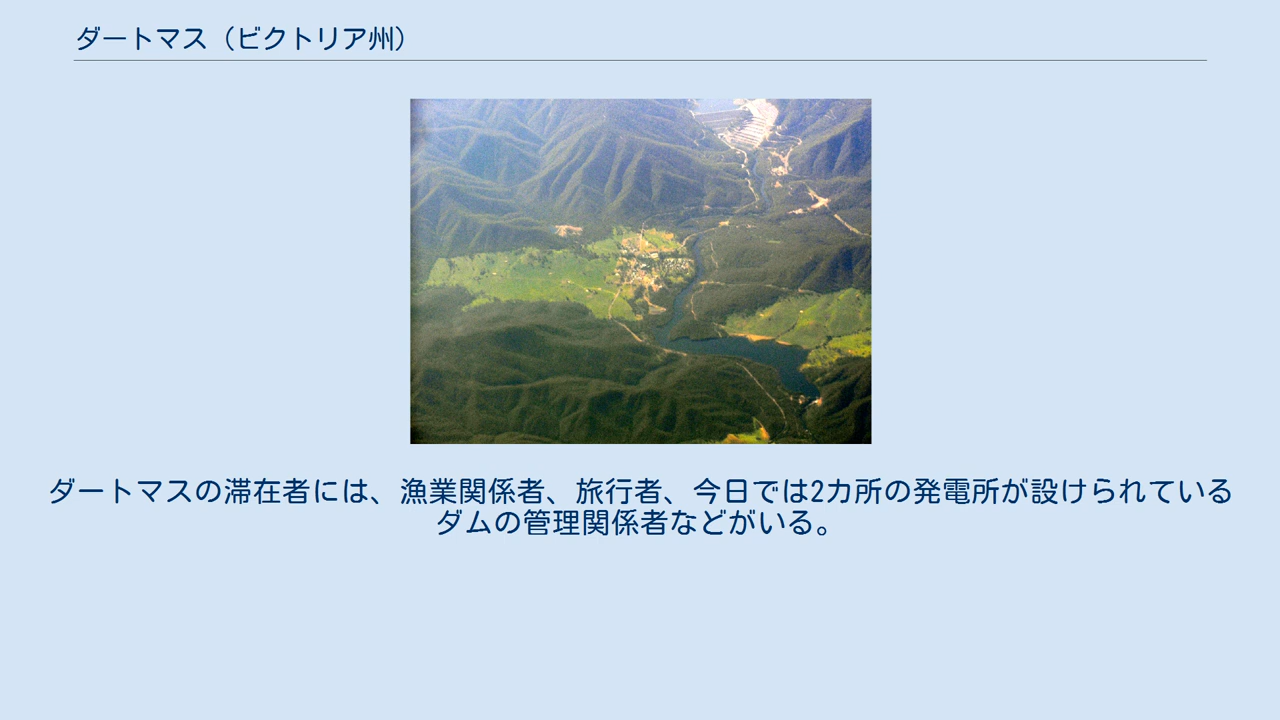 ダートマス（ビクトリア州）
ダートマスの滞在者には、漁業関係者、旅行者、今日では2カ所の発電所が設けられている
ダムの管理関係者などがいる。